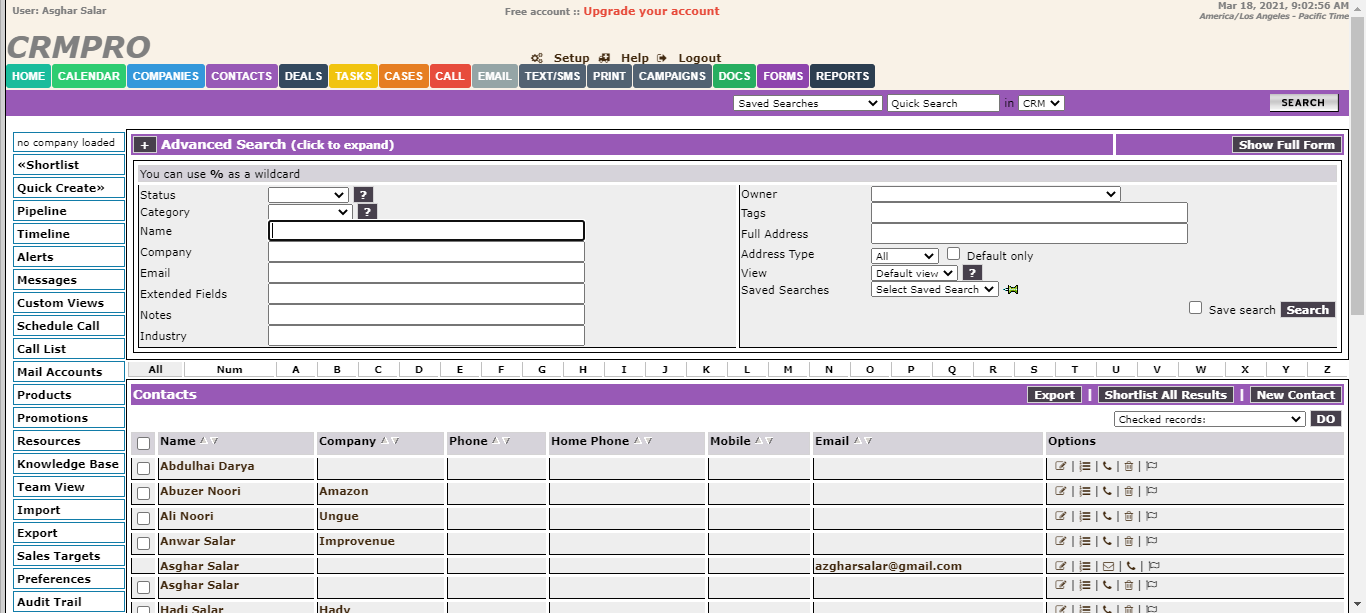 User: Asghar Salar
Free account :: Upgrade your account
Mar 18, 2021, 9:02:56 AM
America/Los Angeles - Pacific Time
CRMPRO
Setup Help Logout
HOME CALENDAR COMPANIES CONTACTS DEALS TASKS CASES CALL EMAIL TEXT/SMS PRINT CAMPAIGNS DOCS FORMS REPORTS
Saved Searches Quick Search in CRM SEARCH
no company loaded
«Shortlist
Quick Create»
Pipeline
Timeline
Alerts
Messages
Custom Views
Schedule Call
Call List
Mail Accounts
Products
Promotions
Resources
Knowledge Base
Team View
Import
Export
Sales Targets
Preferences
Audit Trail
+ Advanced Search (click to expand) Show Full Form
You can use % as a wildcard
Status ?
Category ?
Name
Company
Email
Extended Fields
Notes
Industry
Owner
Tags
Full Address
Address Type All Default only
View Default view ?
Saved Searches Select Saved Search
Save search Search
All Num A B C D E F G H I J K L M N O P Q R S T U V W X Y Z
Contacts Export | Shortlist All Results | New Contact
Checked records: DO
Name Company Phone Home Phone Mobile Email Options
Abdulhai Darya | | | |
Abuzer Noori Amazon | | | |
Ali Noori Ungue | | | |
Anwar Salar Improvenue | | | |
Asghar Salar azgharsalar@gmail.com | | | |
Asghar Salar | | | |
Hadi Salar Hady | | | |